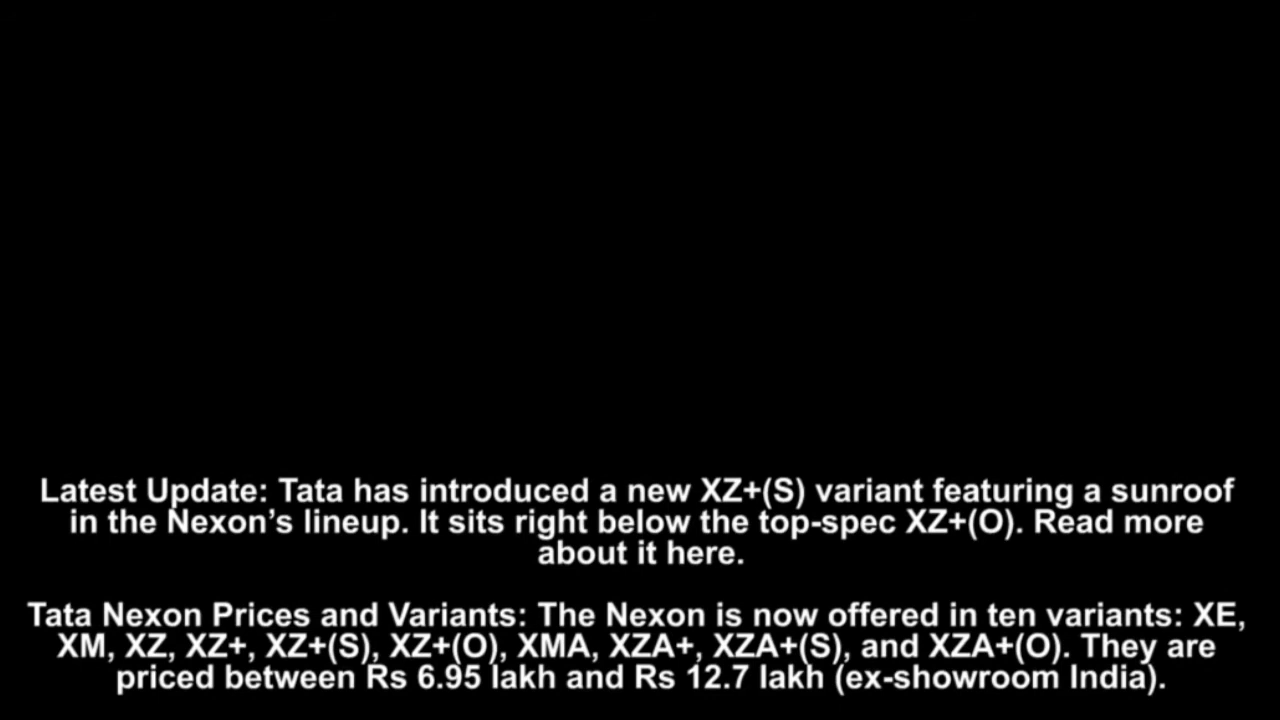 Latest Update: Tata has introduced a new XZ+(S) variant featuring a sunroof
in the Nexon’s lineup. It sits right below the top-spec XZ+(O). Read more
about it here.
Tata Nexon Prices and Variants: The Nexon is now offered in ten variants: XE,
XM, XZ, XZ+, XZ+(S), XZ+(O), XMA, XZA+, XZA+(S), and XZA+(O). They are
priced between Rs 6.95 lakh and Rs 12.7 lakh (ex-showroom India).